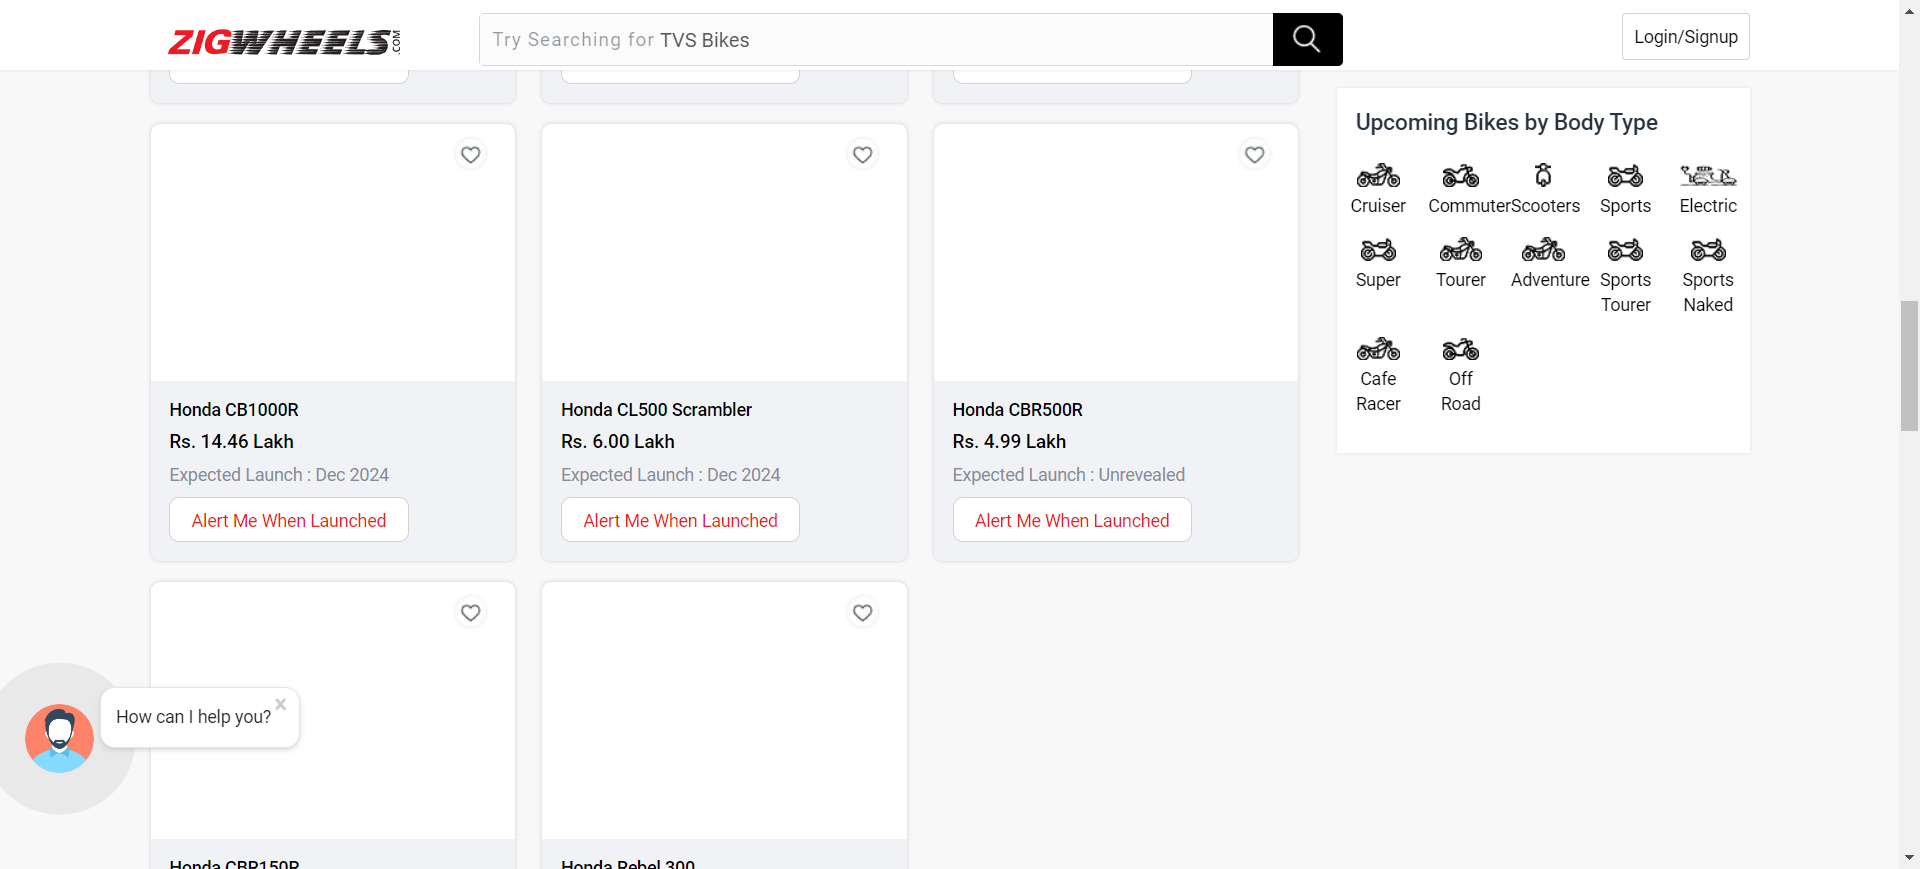 ZIGWHEELS.COM
Try Searching for TVS Bikes
Login/Signup
Honda CB1000R
Rs. 14.46 Lakh
Expected Launch : Dec 2024
Alert Me When Launched
Honda CL500 Scrambler
Rs. 6.00 Lakh
Expected Launch : Dec 2024
Alert Me When Launched
Honda CBR500R
Rs. 4.99 Lakh
Expected Launch : Unrevealed
Alert Me When Launched
Honda CBR150R
Honda Rebel 300
Upcoming Bikes by Body Type
Cruiser
Commuter
Scooters
Sports
Electric
Super
Tourer
Adventure
Sports
Tourer
Sports
Naked
Cafe
Racer
Off
Road
How can I help you?